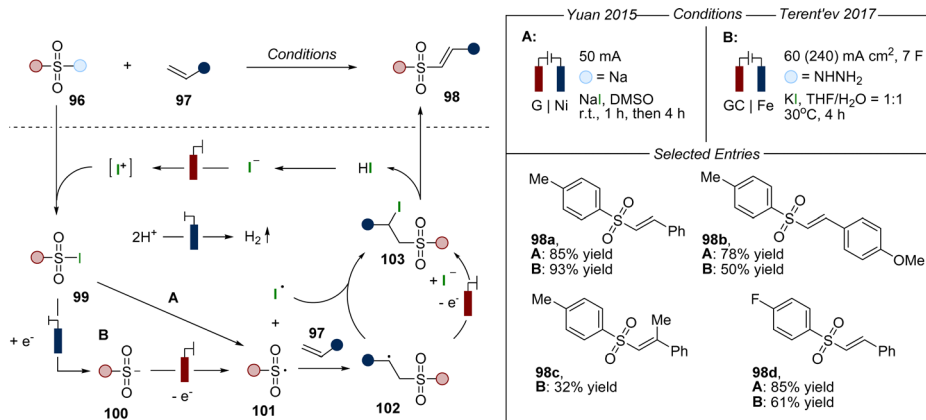 Yuan 2015
Conditions
Terent'ev 2017
A:
50 mA
= Na
G | Ni
NaI, DMSO
r.t., 1 h, then 4 h
B:
60 (240) mA cm², 7 F
= NHNH₂
GC | Fe
KI, THF/H₂O = 1:1
30°C, 4 h
O
S
O
96
+
97
Conditions
O
S
O
98
[I⁺]
I⁻
HI
2H⁺
H₂↑
O
S
I
O
99
A
+ e⁻
B
O
S
–
O
100
- e⁻
I•
+
O
S•
O
101
97
•
O
S
O
102
I
O
S
O
103
+ I⁻
- e⁻
Selected Entries
Me
O
S
O
Ph
98a
A: 85% yield
B: 93% yield
Me
O
S
O
OMe
98b
A: 78% yield
B: 50% yield
Me
O
S
O
Me
Ph
98c
B: 32% yield
F
O
S
O
Ph
98d
A: 85% yield
B: 61% yield